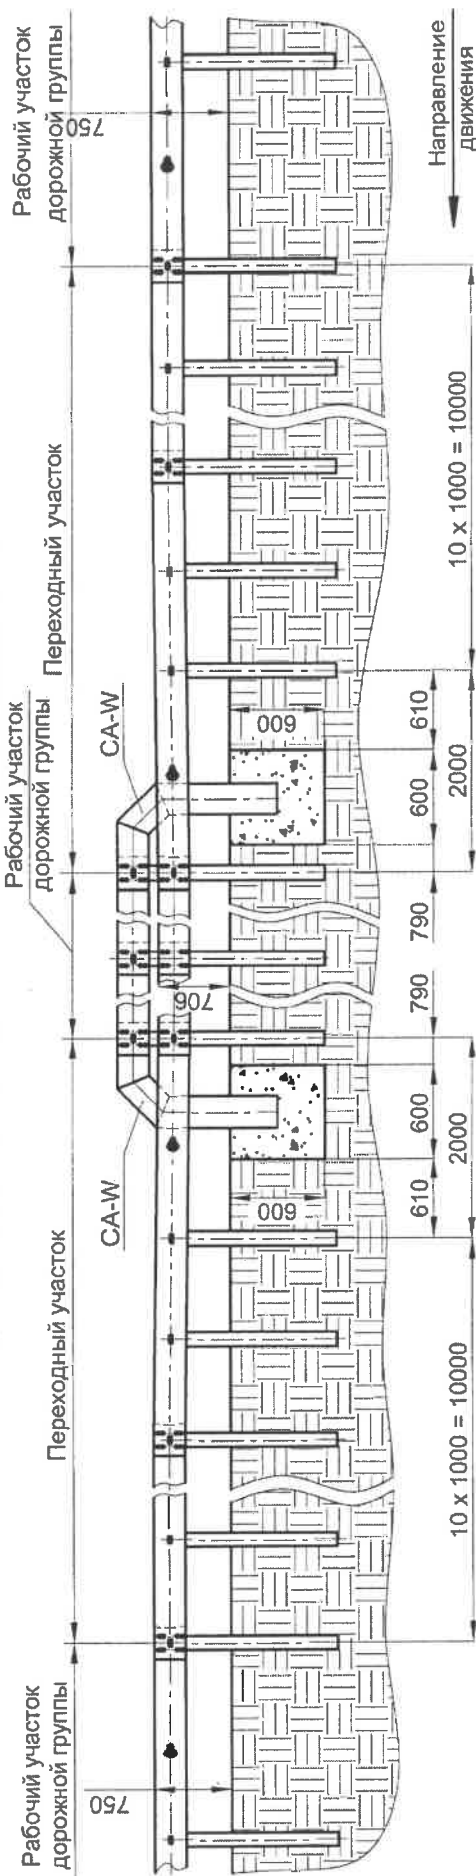 Рабочий участок
дорожной группы
750
Переходный участок
CA-W
Рабочий участок
дорожной группы
CA-W
Переходный участок
Рабочий участок
дорожной группы
750
706
600
600
610
600
790
790
600
610
10 x 1000 = 10000
2000
2000
10 x 1000 = 10000
Направление
движения